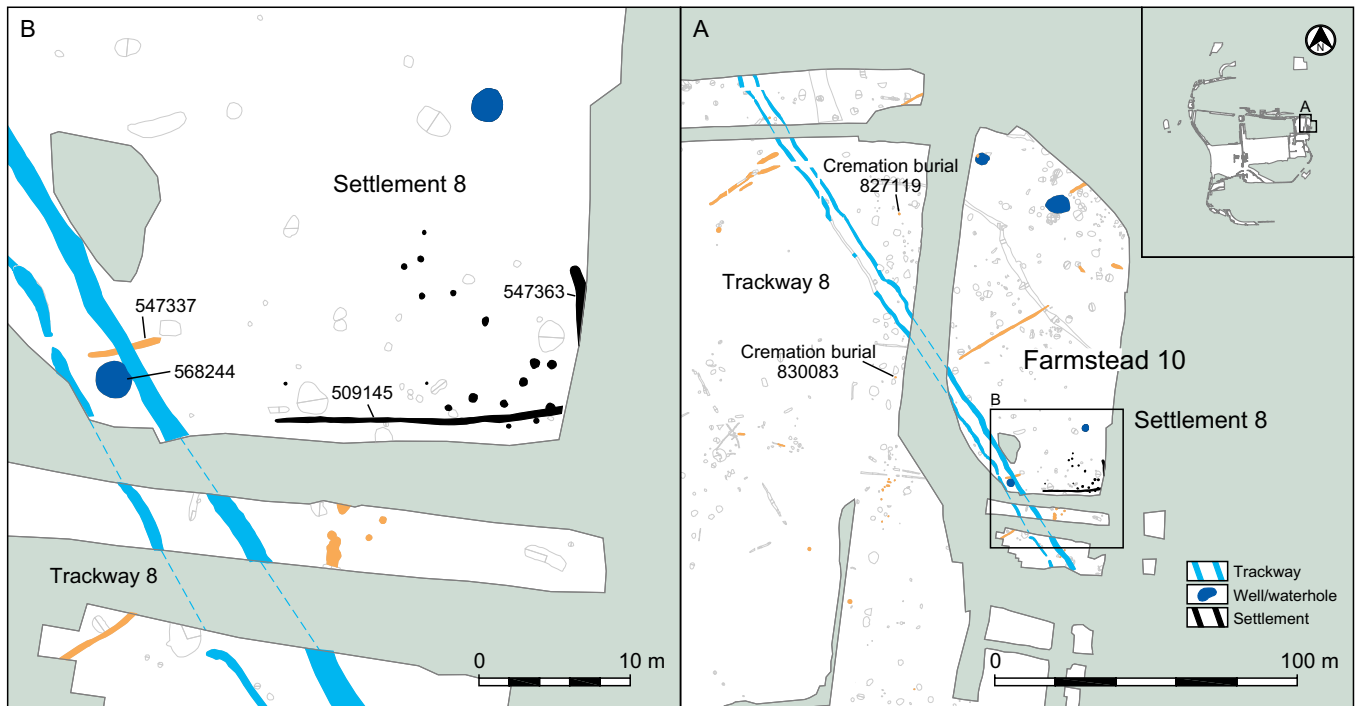 B
Settlement 8
547363
547337
568244
509145
Trackway 8
0 10 m
A
A
N
Cremation burial
827119
Trackway 8
Cremation burial
830083
Farmstead 10
B
Settlement 8
Trackway
Well/waterhole
Settlement
0 100 m